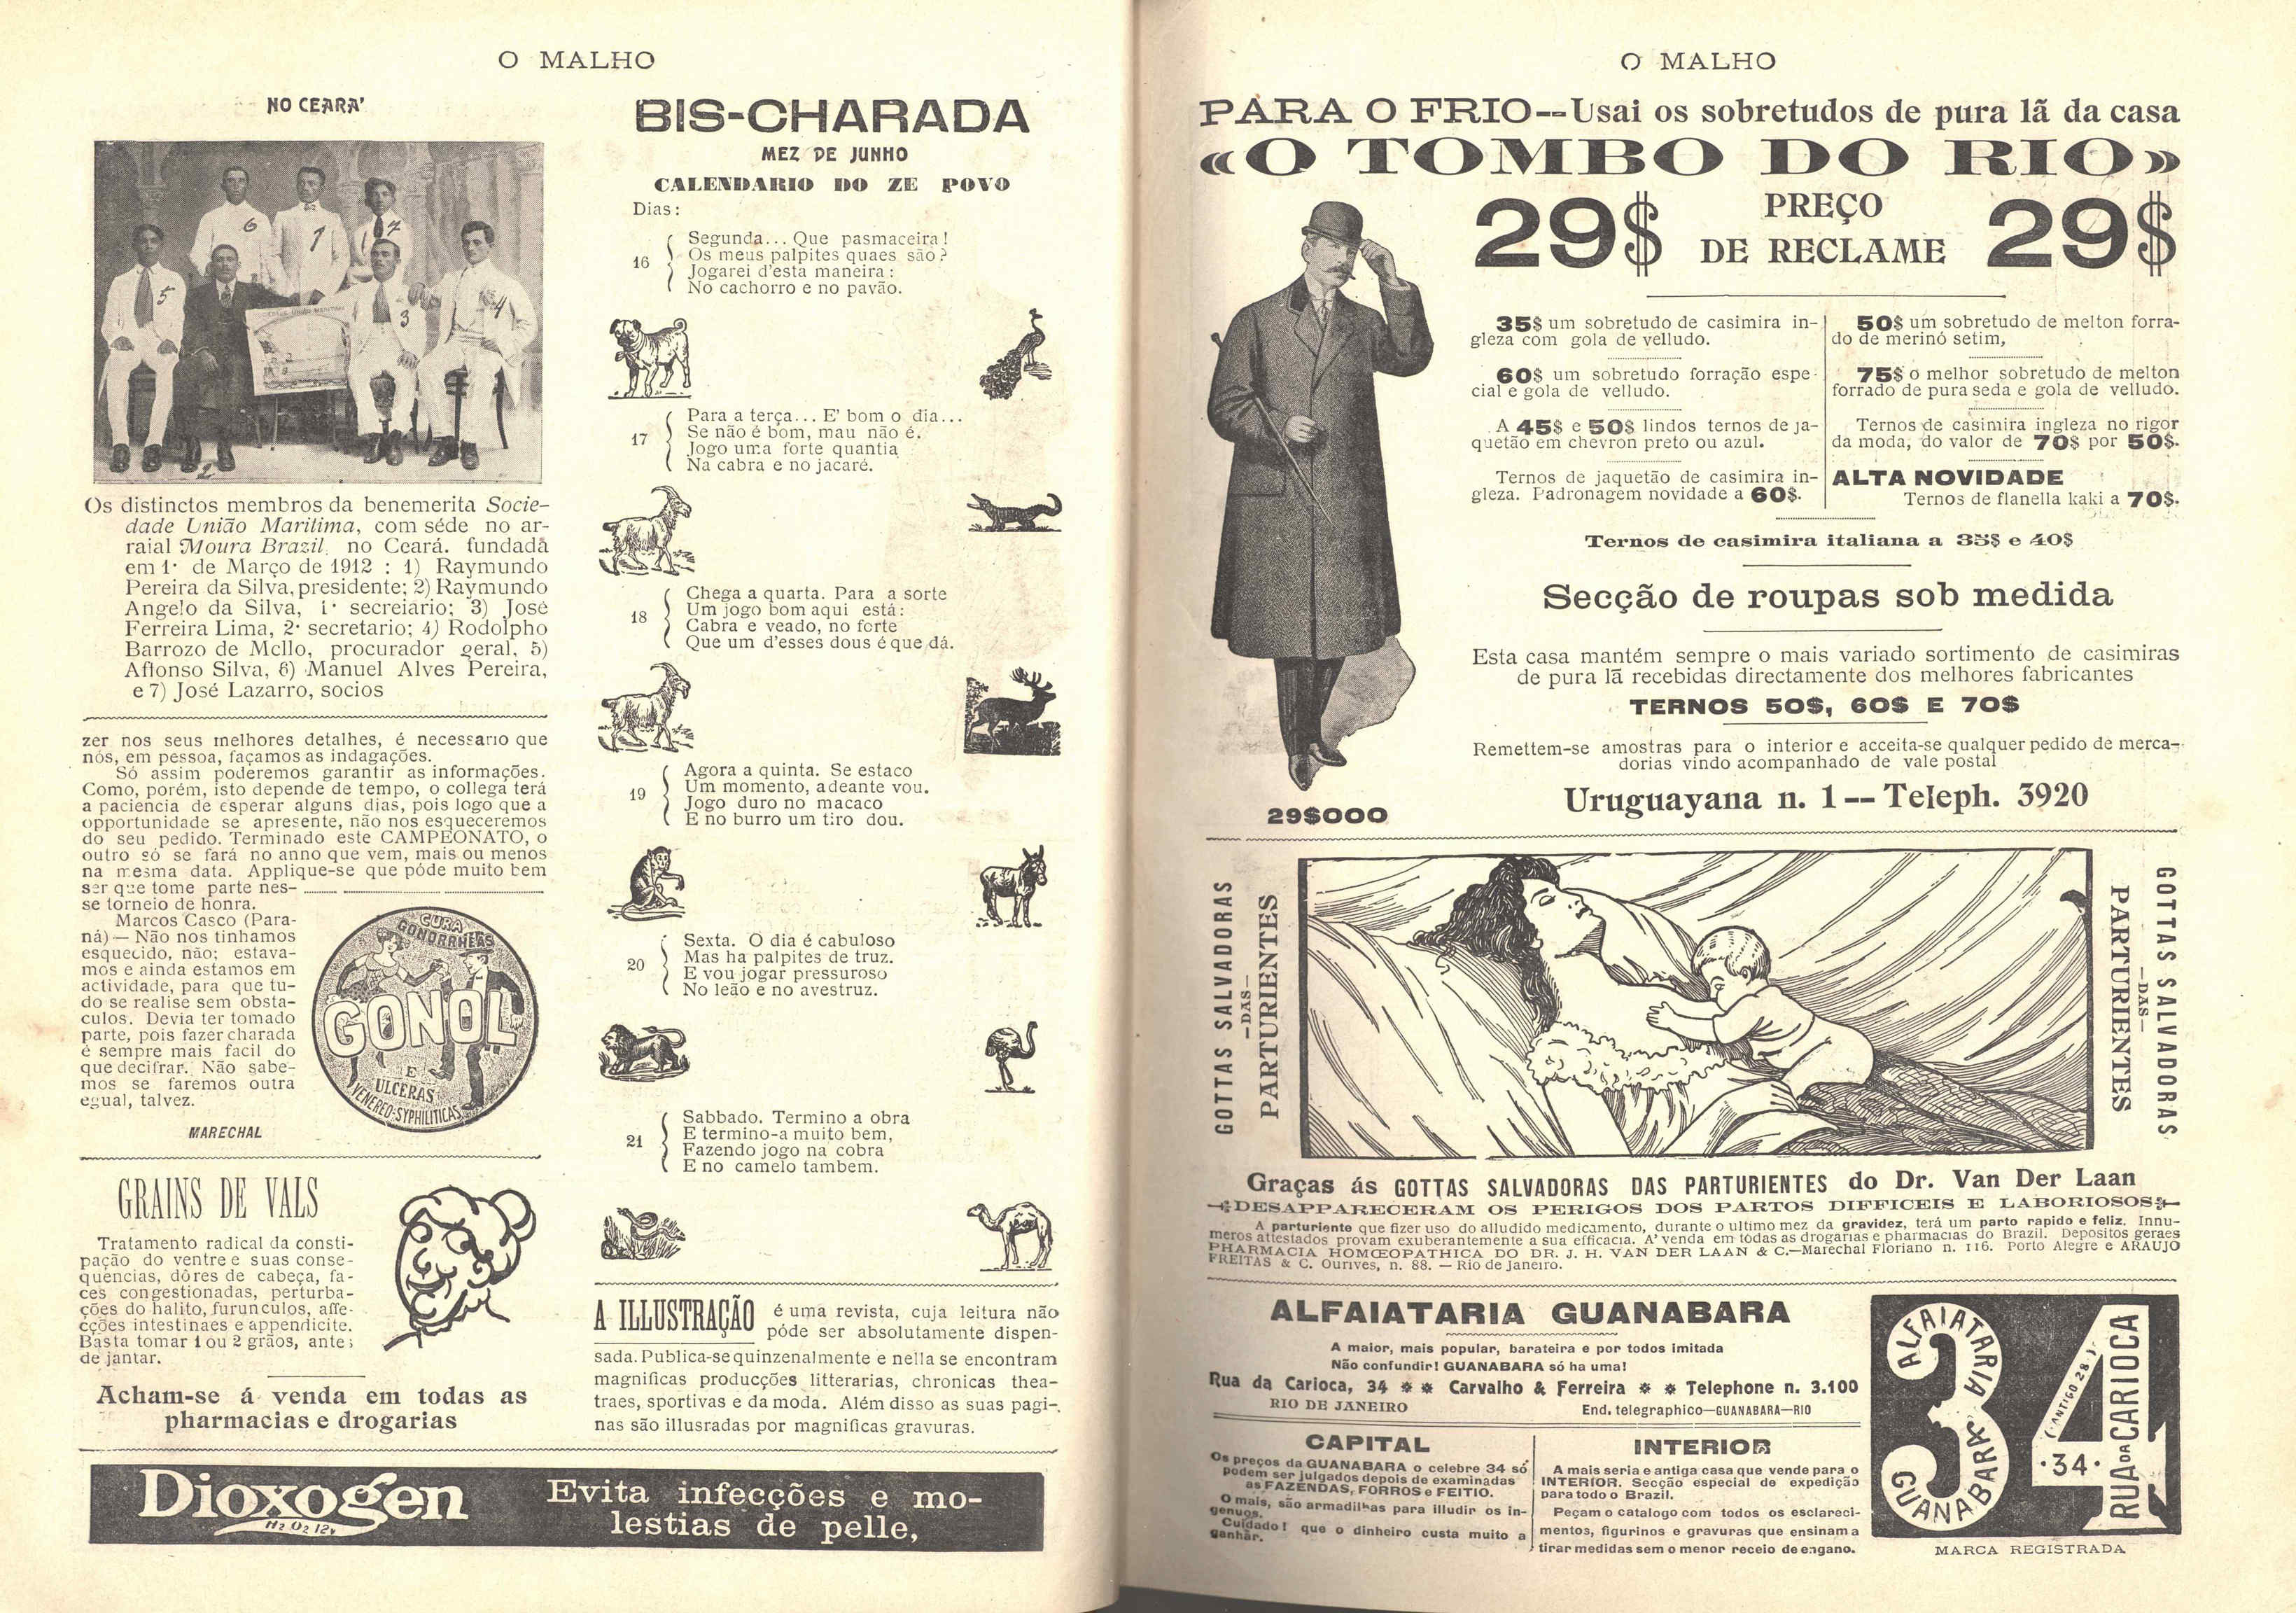 O MALHO
NO CEARA'
6
1
7
5
3
4
2
Os distinctos membros da benemerita Socie-
dade União Maritima, com séde no ar-
raial Moura Brazil, no Ceará. fundada
em 1· de Março de 1912 : 1) Raymundo
Pereira da Silva, presidente; 2) Raymundo
Angelo da Silva, 1· secreiario; 3) José
Ferreira Lima, 2· secretario; 4) Rodolpho
Barrozo de Mello, procurador geral, 5)
Affonso Silva, 6) Manuel Alves Pereira,
e 7) José Lazarro, socios
zer nos seus melhores detalhes, é necessario que
nós, em pessoa, façamos as indagações.
Só assim poderemos garantir as informações.
Como, porém, isto depende de tempo, o collega terá
a paciencia de esperar alguns dias, pois logo que a
opportunidade se apresente, não nos esqueceremos
do seu pedido. Terminado este CAMPEONATO, o
outro só se fará no anno que vem, mais ou menos
na mesma data. Applique-se que póde muito bem
ser que tome parte nes-
se torneio de honra.
Marcos Casco (Para-
ná) — Não nos tinhamos
esquecido, não; estava-
mos e ainda estamos em
actividade, para que tu-
do se realise sem obsta-
culos. Devia ter tomado
parte, pois fazer charada
é sempre mais facil do
que decifrar. Não sabe-
mos se faremos outra
egual, talvez.
MARECHAL
CURA
GONORRHÉAS
GONOL
E
ULCERAS
VENEREO-SYPHILITICAS
GRAINS DE VALS
Tratamento radical da consti-
pação do ventre e suas conse-
quencias, dôres de cabeça, fa-
ces congestionadas, perturba-
ções do halito, furunculos, affe-
cções intestinaes e appendicite.
Basta tomar 1 ou 2 grãos, antes
de jantar.
Acham-se á venda em todas as
pharmacias e drogarias
BIS-CHARADA
MEZ DE JUNHO
CALENDARIO DO ZE POVO
Dias:
16
Segunda... Que pasmaceira!
Os meus palpites quaes são?
Jogarei d'esta maneira:
No cachorro e no pavão.
17
Para a terça... E' bom o dia...
Se não é bom, mau não é.
Jogo uma forte quantia
Na cabra e no jacaré.
18
Chega a quarta. Para a sorte
Um jogo bom aqui está:
Cabra e veado, no forte
Que um d'esses dous é que dá.
19
Agora a quinta. Se estaco
Um momento, adeante vou.
Jogo duro no macaco
E no burro um tiro dou.
20
Sexta. O dia é cabuloso
Mas ha palpites de truz.
E vou jogar pressuroso
No leão e no avestruz.
21
Sabbado. Termino a obra
E termino-a muito bem,
Fazendo jogo na cobra
E no camelo tambem.
A ILLUSTRAÇÃO é uma revista, cuja leitura não
póde ser absolutamente dispen-
sada. Publica-se quinzenalmente e nella se encontram
magnificas producções litterarias, chronicas thea-
traes, sportivas e da moda. Além disso as suas pagi-
nas são illusradas por magnificas gravuras.
Dioxogen
H2 O2 12v
Evita infecções e mo-
lestias de pelle,
O MALHO
PARA O FRIO--Usai os sobretudos de pura lã da casa
«O TOMBO DO RIO»
29$ PREÇO DE RECLAME 29$
35$ um sobretudo de casimira in-
gleza com gola de velludo.
60$ um sobretudo forração espe-
cial e gola de velludo.
A 45$ e 50$ lindos ternos de ja-
quetão em chevron preto ou azul.
Ternos de jaquetão de casimira in-
gleza. Padronagem novidade a 60$.
50$ um sobretudo de melton forra-
do de merinó setim,
75$ o melhor sobretudo de melton
forrado de pura seda e gola de velludo.
Ternos de casimira ingleza no rigor
da moda, do valor de 70$ por 50$.
ALTA NOVIDADE
Ternos de flanella kaki a 70$.
Ternos de casimira italiana a 35$ e 40$
Secção de roupas sob medida
Esta casa mantém sempre o mais variado sortimento de casimiras
de pura lã recebidas directamente dos melhores fabricantes
TERNOS 50$, 60$ E 70$
Remettem-se amostras para o interior e acceita-se qualquer pedido de merca-
dorias vindo acompanhado de vale postal
Uruguayana n. 1 -- Teleph. 3920
29$000
GOTTAS SALVADORAS
—DAS—
PARTURIENTES
GOTTAS SALVADORAS
—DAS—
PARTURIENTES
Graças ás GOTTAS SALVADORAS DAS PARTURIENTES do Dr. Van Der Laan
DESAPPARECERAM OS PERIGOS DOS PARTOS DIFFICEIS E LABORIOSOS
A parturiente que fizer uso do alludido medicamento, durante o ultimo mez da gravidez, terá um parto rapido e feliz. Innu-
meros attestados provam exuberantemente a sua efficacia. A' venda em todas as drogarias e pharmacias do Brazil. Depositos geraes
PHARMACIA HOMŒOPATHICA DO DR. J. H. VAN DER LAAN & C.—Marechal Floriano n. 116. Porto Alegre e ARAUJO
FREITAS & C. Ourives, n. 88. — Rio de Janeiro.
ALFAIATARIA GUANABARA
A maior, mais popular, barateira e por todos imitada
Não confundir! GUANABARA só ha uma!
Rua da Carioca, 34 * * Carvalho & Ferreira * * Telephone n. 3.100
RIO DE JANEIRO End. telegraphico—GUANABARA—RIO
CAPITAL
Os preços da GUANABARA o celebre 34 só
podem ser julgados depois de examinadas
as FAZENDAS, FORROS e FEITIO.
O mais, são armadilhas para illudir os in-
genuos.
Cuidado! que o dinheiro custa muito a
ganhar.
INTERIOR
A mais seria e antiga casa que vende para o
INTERIOR. Secção especial de expedição
para todo o Brazil.
Peçam o catalogo com todos os esclareci-
mentos, figurinos e gravuras que ensinam a
tirar medidas sem o menor receio de engano.
ALFAIATARIA
GUANABARA
34
(ANTIGO 28)
·34·
RUA DA CARIOCA
MARCA REGISTRADA